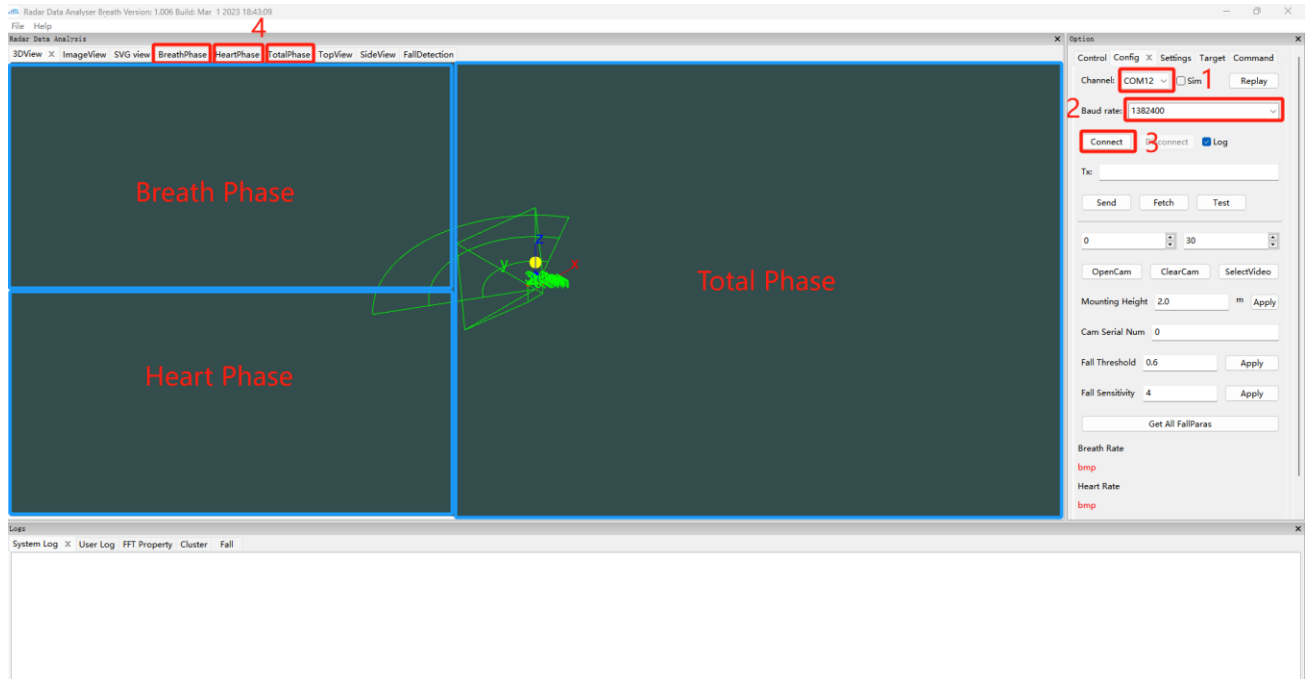 Radar Data Analyser Breath Version: 1.006 Build: Mar 1 2023 18:43:09
File Help
4
Radar Data Analysis
3DView X ImageView SVG view BreathPhase HeartPhase TotalPhase TopView SideView FallDetection
Breath Phase
Heart Phase
Total Phase
z
y
x
Option
Control Config X Settings Target Command
Channel: COM12 Sim 1 Replay
2 Baud rate: 1382400
Connect 3 Log
Tx:
Send Fetch Test
0 30
OpenCam ClearCam SelectVideo
Mounting Height 2.0 m Apply
Cam Serial Num 0
Fall Threshold 0.6 Apply
Fall Sensitivity 4 Apply
Get All FallParas
Breath Rate
bmp
Heart Rate
bmp
Logs
System Log X User Log FFT Property Cluster Fall